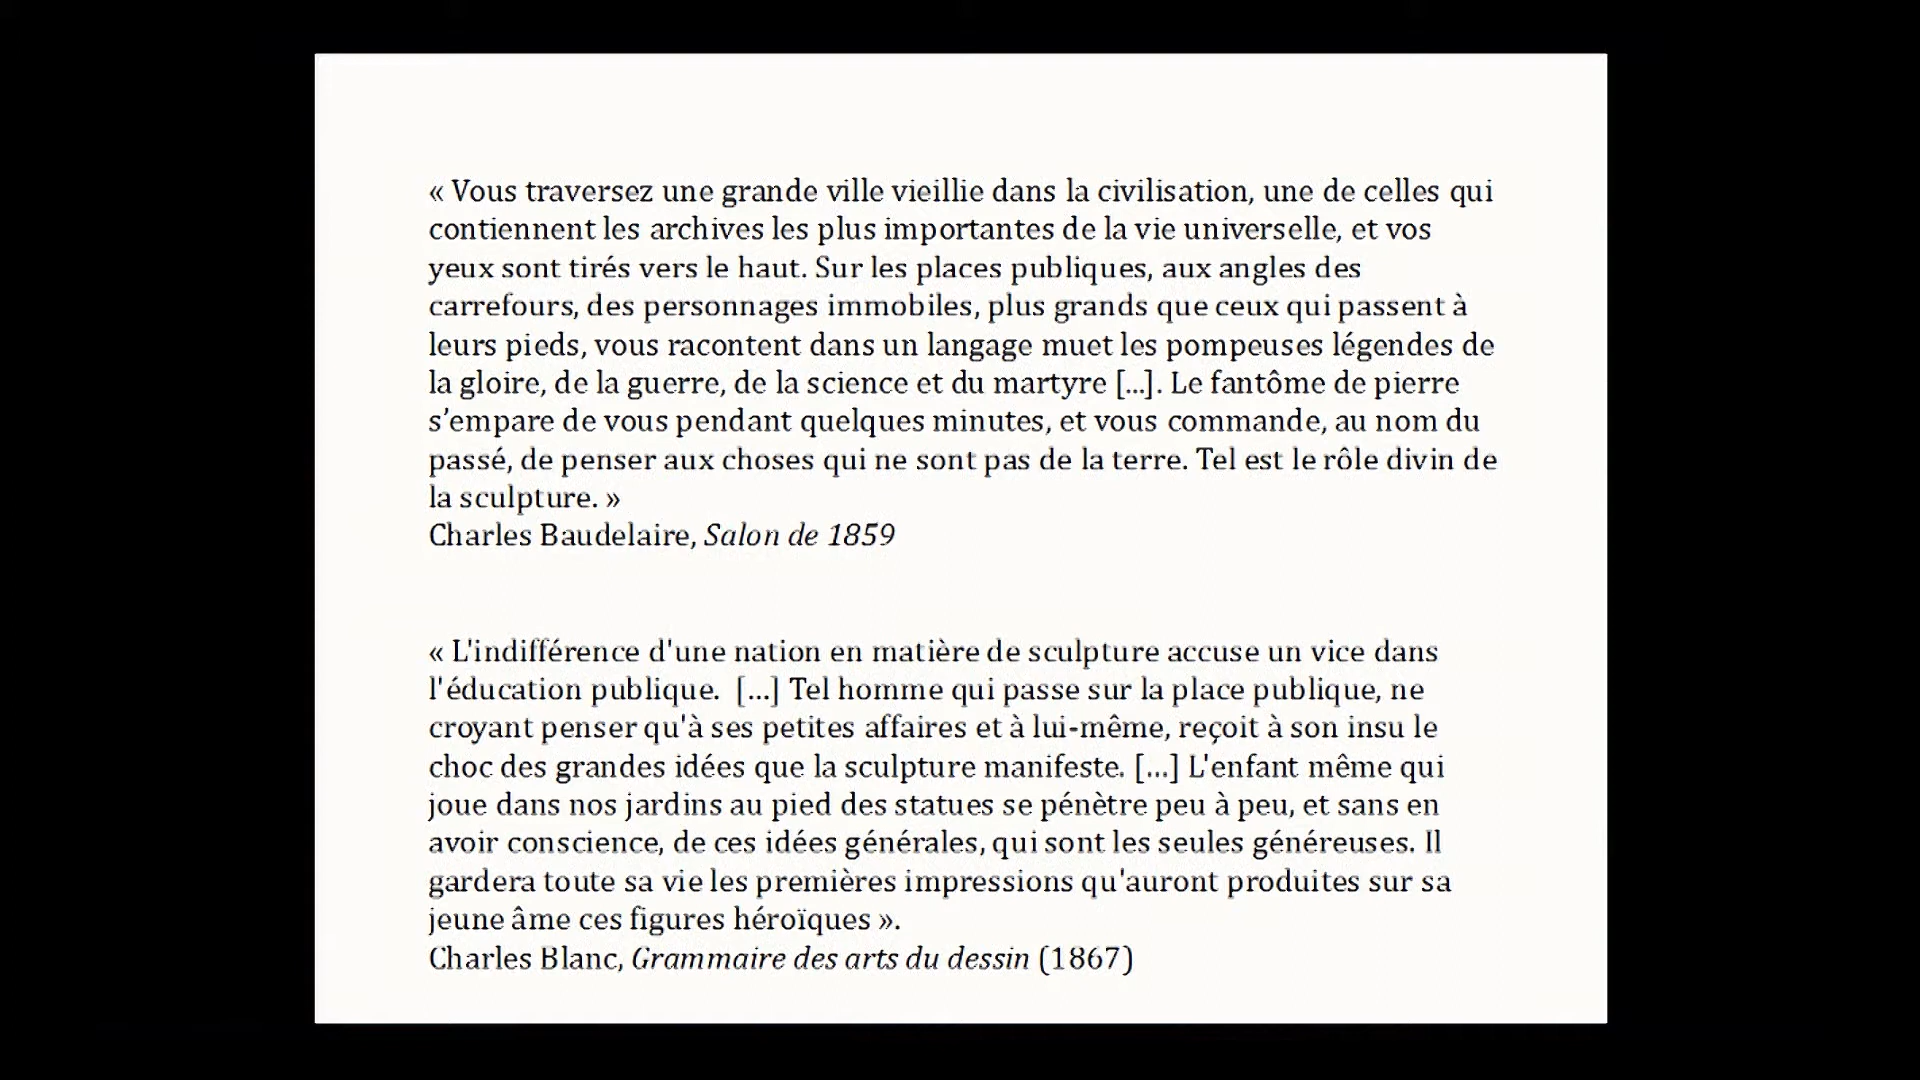 « Vous traversez une grande ville vieillie dans la civilisation, une de celles qui
contiennent les archives les plus importantes de la vie universelle, et vos
yeux sont tirés vers le haut. Sur les places publiques, aux angles des
carrefours, des personnages immobiles, plus grands que ceux qui passent à
leurs pieds, vous racontent dans un langage muet les pompeuses légendes de
la gloire, de la guerre, de la science et du martyre [...]. Le fantôme de pierre
s’empare de vous pendant quelques minutes, et vous commande, au nom du
passé, de penser aux choses qui ne sont pas de la terre. Tel est le rôle divin de
la sculpture. »
Charles Baudelaire, Salon de 1859
« L'indifférence d'une nation en matière de sculpture accuse un vice dans
l'éducation publique.  [...] Tel homme qui passe sur la place publique, ne
croyant penser qu'à ses petites affaires et à lui-même, reçoit à son insu le
choc des grandes idées que la sculpture manifeste. [...] L'enfant même qui
joue dans nos jardins au pied des statues se pénètre peu à peu, et sans en
avoir conscience, de ces idées générales, qui sont les seules généreuses. Il
gardera toute sa vie les premières impressions qu'auront produites sur sa
jeune âme ces figures héroïques ».
Charles Blanc, Grammaire des arts du dessin (1867)